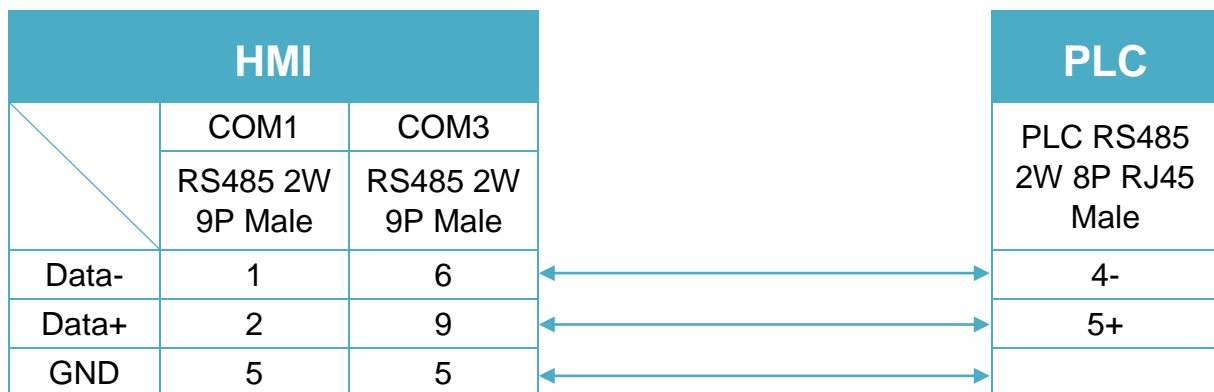 HMI
PLC
COM1 COM3
PLC RS485
2W 8P RJ45
Male
RS485 2W
9P Male
RS485 2W
9P Male
Data- 1 6 4-
Data+ 2 9 5+
GND 5 5